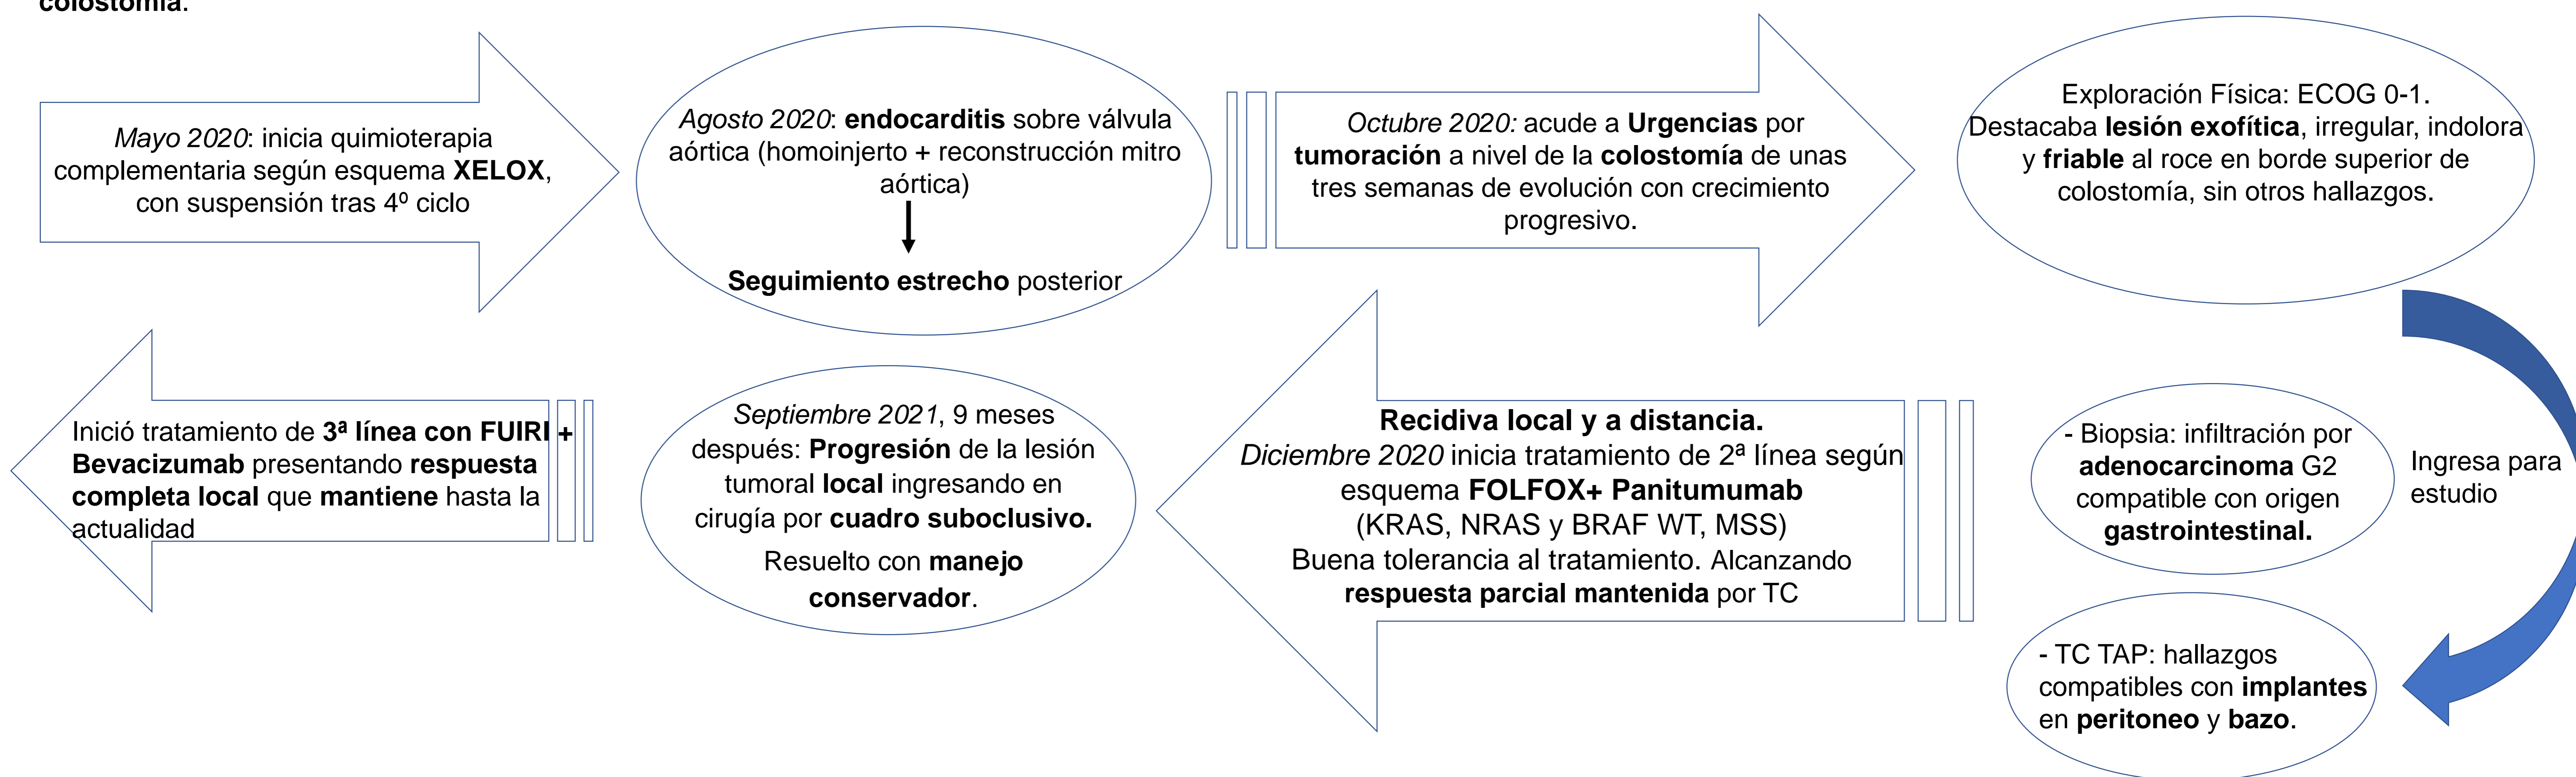 colostomía.
Mayo 2020: inicia quimioterapia
complementaria según esquema XELOX,
con suspensión tras 4º ciclo
Agosto 2020: endocarditis sobre válvula
aórtica (homoinjerto + reconstrucción mitro
aórtica)
Seguimiento estrecho posterior
Octubre 2020: acude a Urgencias por
tumoración a nivel de la colostomía de unas
tres semanas de evolución con crecimiento
progresivo.
Exploración Física: ECOG 0-1.
Destacaba lesión exofítica, irregular, indolora
y friable al roce en borde superior de
colostomía, sin otros hallazgos.
Ingresa para
estudio
- Biopsia: infiltración por
adenocarcinoma G2
compatible con origen
gastrointestinal.
- TC TAP: hallazgos
compatibles con implantes
en peritoneo y bazo.
Recidiva local y a distancia.
Diciembre 2020 inicia tratamiento de 2ª línea según
esquema FOLFOX+ Panitumumab
(KRAS, NRAS y BRAF WT, MSS)
Buena tolerancia al tratamiento. Alcanzando
respuesta parcial mantenida por TC
Septiembre 2021, 9 meses
después: Progresión de la lesión
tumoral local ingresando en
cirugía por cuadro suboclusivo.
Resuelto con manejo
conservador.
Inició tratamiento de 3ª línea con FUIRI +
Bevacizumab presentando respuesta
completa local que mantiene hasta la
actualidad